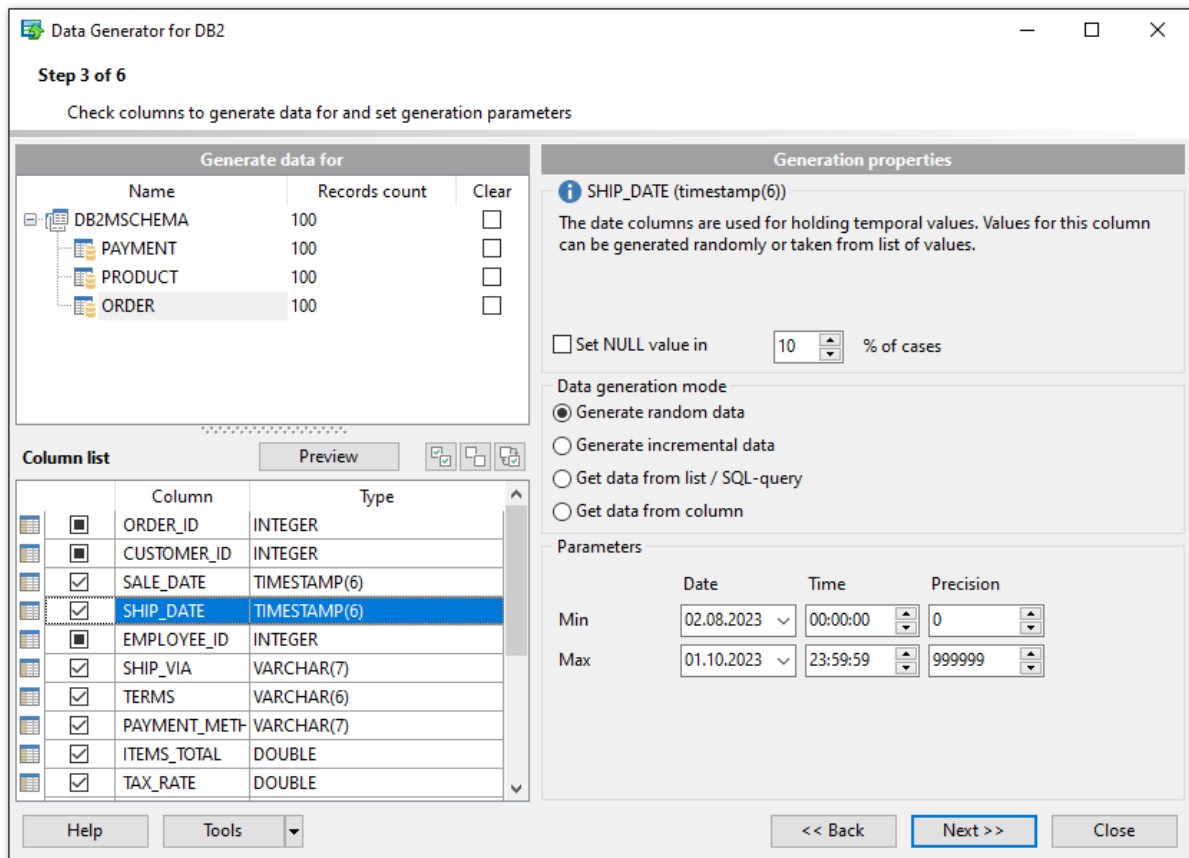 Data Generator for DB2
Step 3 of 6
Check columns to generate data for and set generation parameters
Generate data for
Name Records count Clear
DB2MSCHEMA 100
PAYMENT 100
PRODUCT 100
ORDER 100
Column list Preview
Column Type
ORDER_ID INTEGER
CUSTOMER_ID INTEGER
SALE_DATE TIMESTAMP(6)
SHIP_DATE TIMESTAMP(6)
EMPLOYEE_ID INTEGER
SHIP_VIA VARCHAR(7)
TERMS VARCHAR(6)
PAYMENT_METH VARCHAR(7)
ITEMS_TOTAL DOUBLE
TAX_RATE DOUBLE
Generation properties
SHIP_DATE (timestamp(6))
The date columns are used for holding temporal values. Values for this column
can be generated randomly or taken from list of values.
Set NULL value in 10 % of cases
Data generation mode
Generate random data
Generate incremental data
Get data from list / SQL-query
Get data from column
Parameters
Date Time Precision
Min 02.08.2023 00:00:00 0
Max 01.10.2023 23:59:59 999999
Help Tools << Back Next >> Close